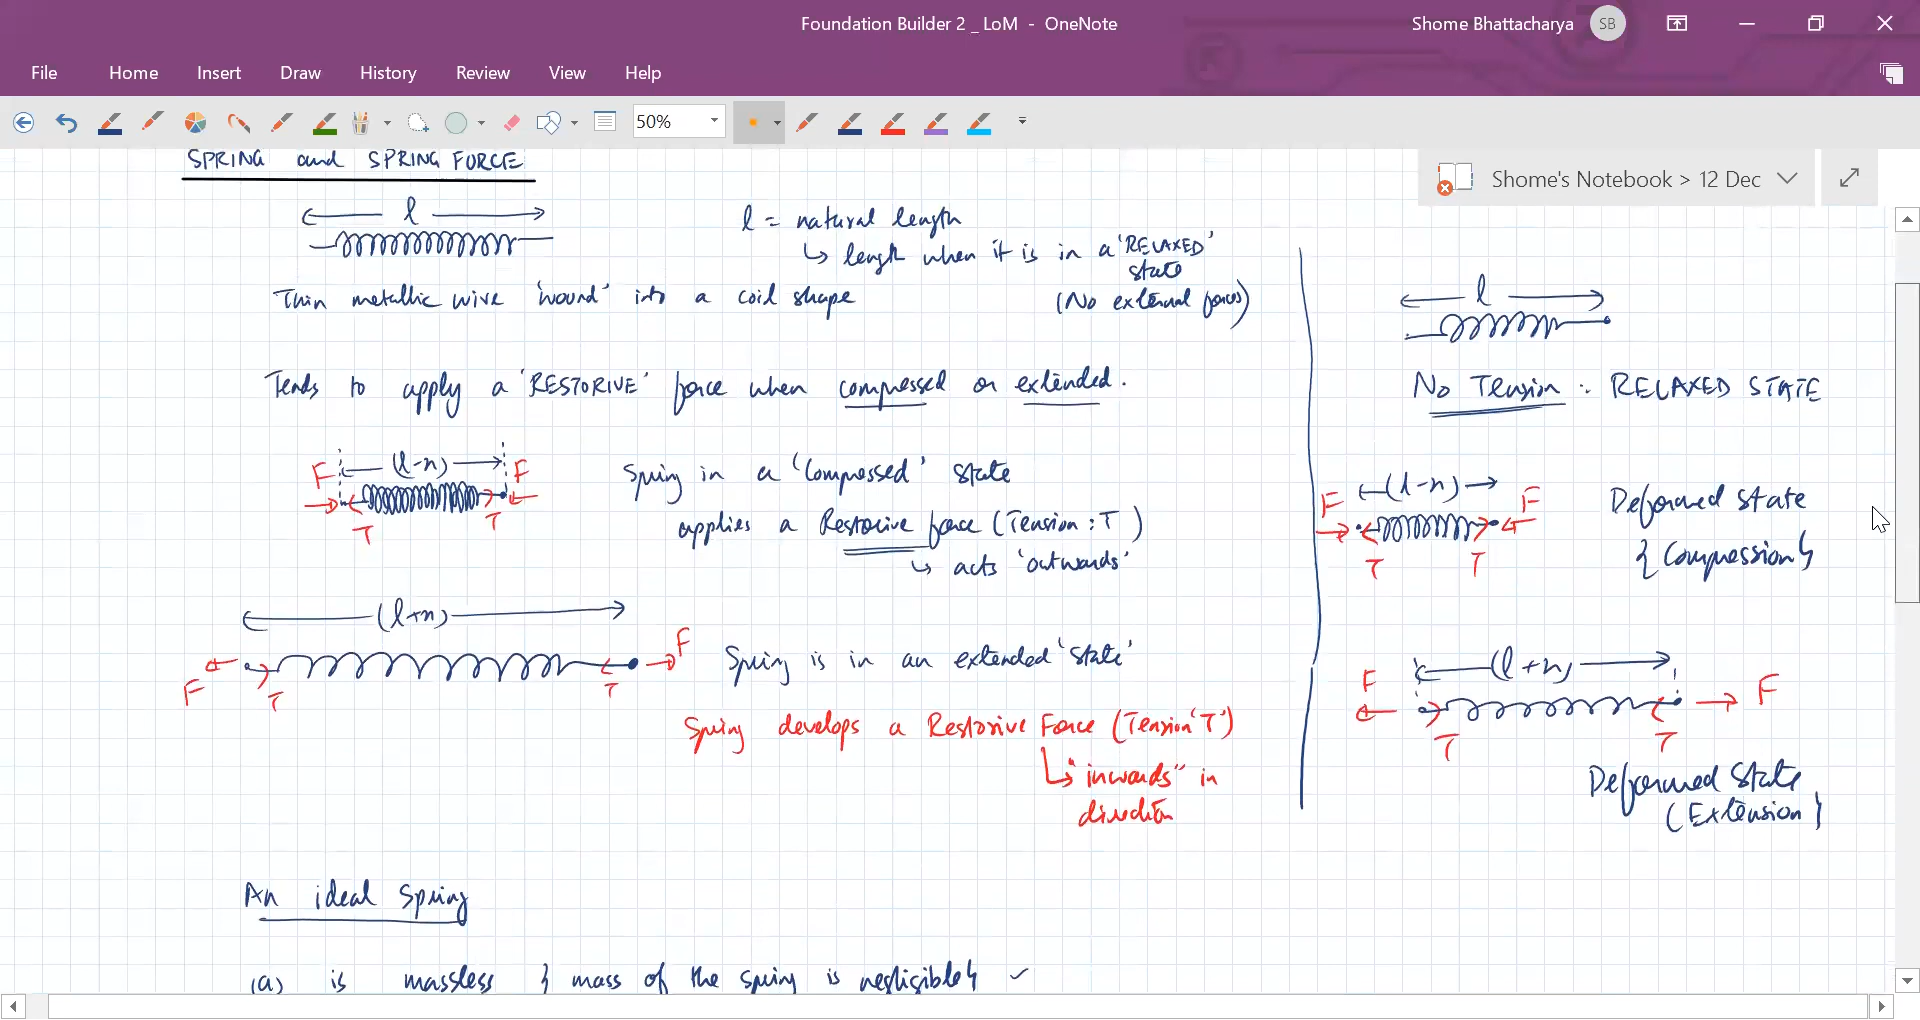 Foundation Builder 2 _ LoM - OneNote
Shome Bhattacharya SB
File Home Insert Draw History Review View Help
50%
Shome's Notebook > 12 Dec
SPRING and SPRING FORCE
l
l = natural length
length when it is in a 'RELAXED' state
(No external forces)
Thin metallic wire 'wound' into a coil shape
Tends to apply a 'RESTORIVE' force when compressed or extended.
(l-x)
F F
T T
Spring in a 'Compressed' state
applies a Restorive force (Tension : T)
acts 'outwards'
(l+x)
F F
T T
Spring is in an extended 'state'
Spring develops a Restorive Force (Tension 'T')
"inwards" in
direction
An ideal spring
(a) is massless { mass of the spring is negligible }
l
No Tension : RELAXED STATE
(l-x)
F F
T T
Deformed state
{ Compression }
(l+x)
F F
T T
Deformed State
(Extension)